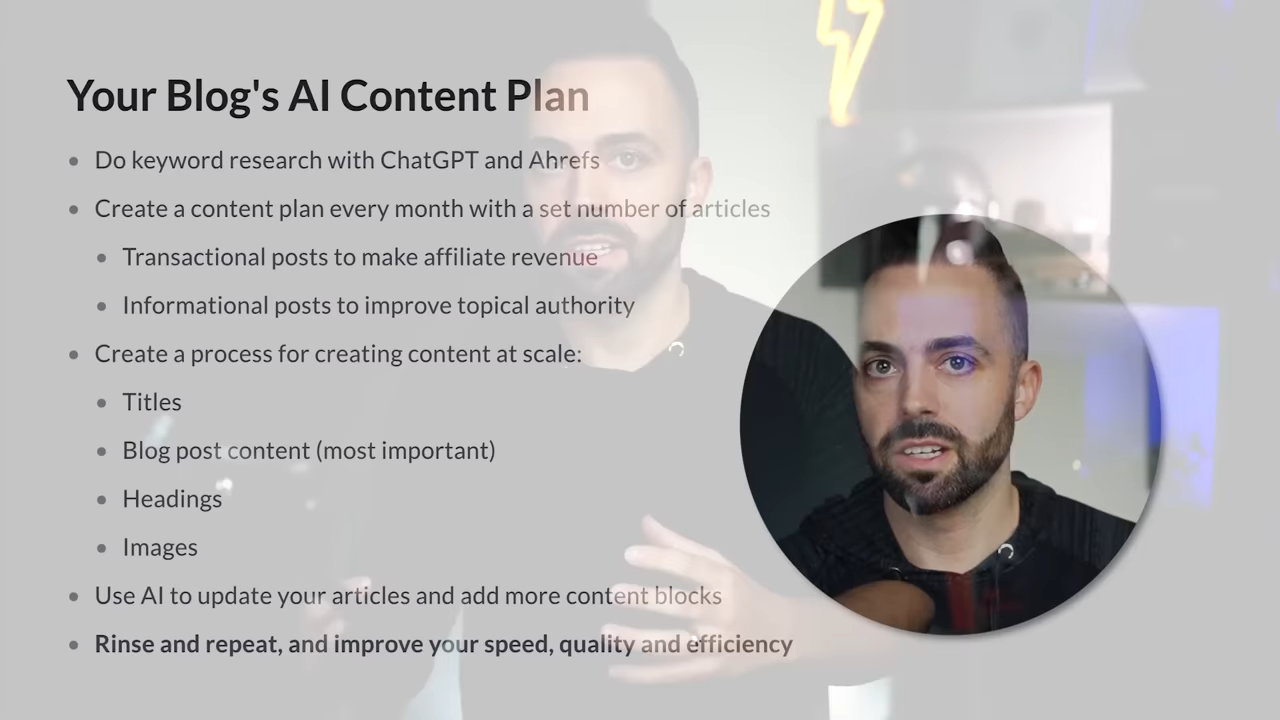 Your Blog's AI Content Plan
Do keyword research with ChatGPT and Ahrefs
Create a content plan every month with a set number of articles
Transactional posts to make affiliate revenue
Informational posts to improve topical authority
Create a process for creating content at scale:
Titles
Blog post content (most important)
Headings
Images
Use AI to update your articles and add more content blocks
Rinse and repeat, and improve your speed, quality and efficiency